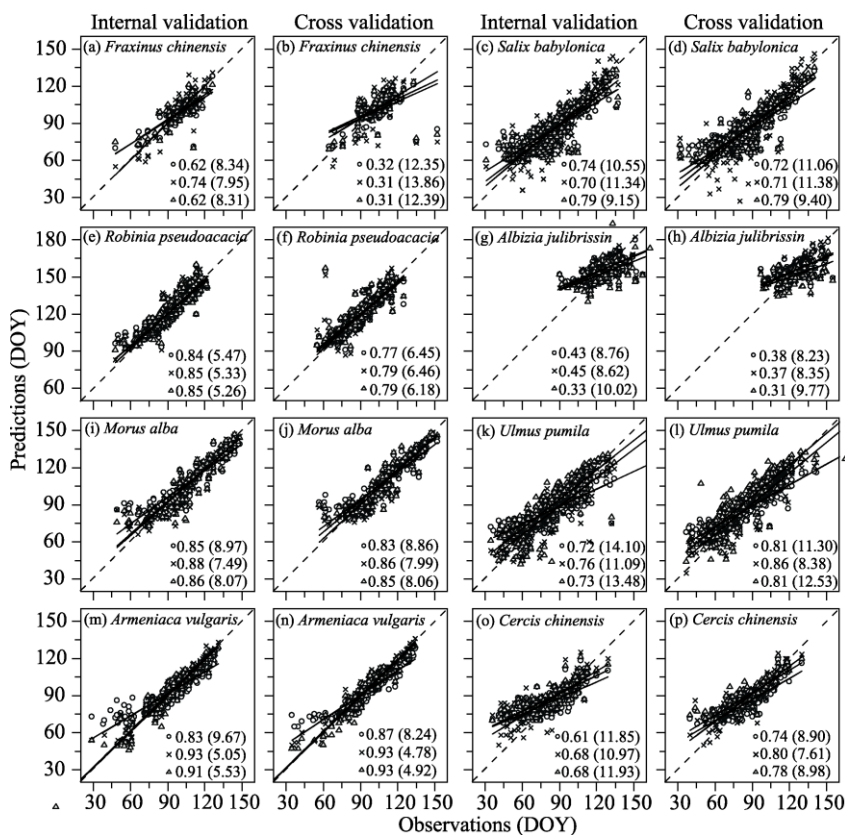 Internal validation Cross validation Internal validation Cross validation
150 (a) Fraxinus chinensis (b) Fraxinus chinensis (c) Salix babylonica (d) Salix babylonica
120
90
60
30
○0.62 (8.34) ○0.32 (12.35) ○0.74 (10.55) ○0.72 (11.06)
×0.74 (7.95) ×0.31 (13.86) ×0.70 (11.34) ×0.71 (11.38)
△0.62 (8.31) △0.31 (12.39) △0.79 (9.15) △0.79 (9.40)
180 (e) Robinia pseudoacacia (f) Robinia pseudoacacia (g) Albizia julibrissin (h) Albizia julibrissin
150
120
90
60
○0.84 (5.47) ○0.77 (6.45) ○0.43 (8.76) ○0.38 (8.23)
×0.85 (5.33) ×0.79 (6.46) ×0.45 (8.62) ×0.37 (8.35)
△0.85 (5.26) △0.79 (6.18) △0.33 (10.02) △0.31 (9.77)
Predictions (DOY)
150 (i) Morus alba (j) Morus alba (k) Ulmus pumila (l) Ulmus pumila
120
90
60
30
○0.85 (8.97) ○0.83 (8.86) ○0.72 (14.10) ○0.81 (11.30)
×0.88 (7.49) ×0.86 (7.99) ×0.76 (11.09) ×0.86 (8.38)
△0.86 (8.07) △0.85 (8.06) △0.73 (13.48) △0.81 (12.53)
150 (m) Armeniaca vulgaris (n) Armeniaca vulgaris (o) Cercis chinensis (p) Cercis chinensis
120
90
60
30
○0.83 (9.67) ○0.87 (8.24) ○0.61 (11.85) ○0.74 (8.90)
×0.93 (5.05) ×0.93 (4.78) ×0.68 (10.97) ×0.80 (7.61)
△0.91 (5.53) △0.93 (4.92) △0.68 (11.93) △0.78 (8.98)
30 60 90 120 150 30 60 90 120 150 30 60 90 120 150 30 60 90 120 150
Observations (DOY)